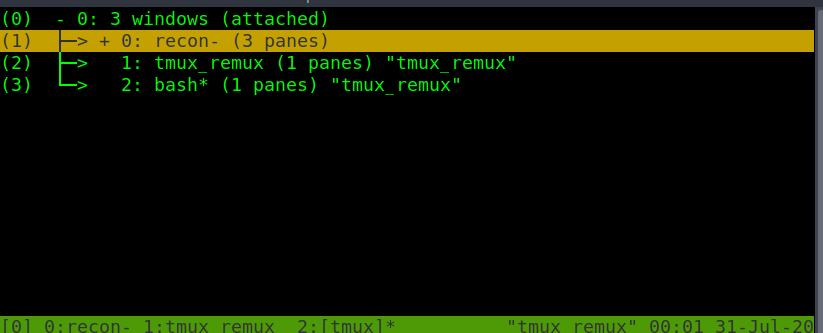 (0) - 0: 3 windows (attached)
(1) ├─> + 0: recon- (3 panes)
(2) ├─> 1: tmux_remux (1 panes) "tmux_remux"
(3) └─> 2: bash* (1 panes) "tmux_remux"
[0] 0:recon- 1:tmux_remux 2:[tmux]* "tmux_remux" 00:01 31-Jul-20